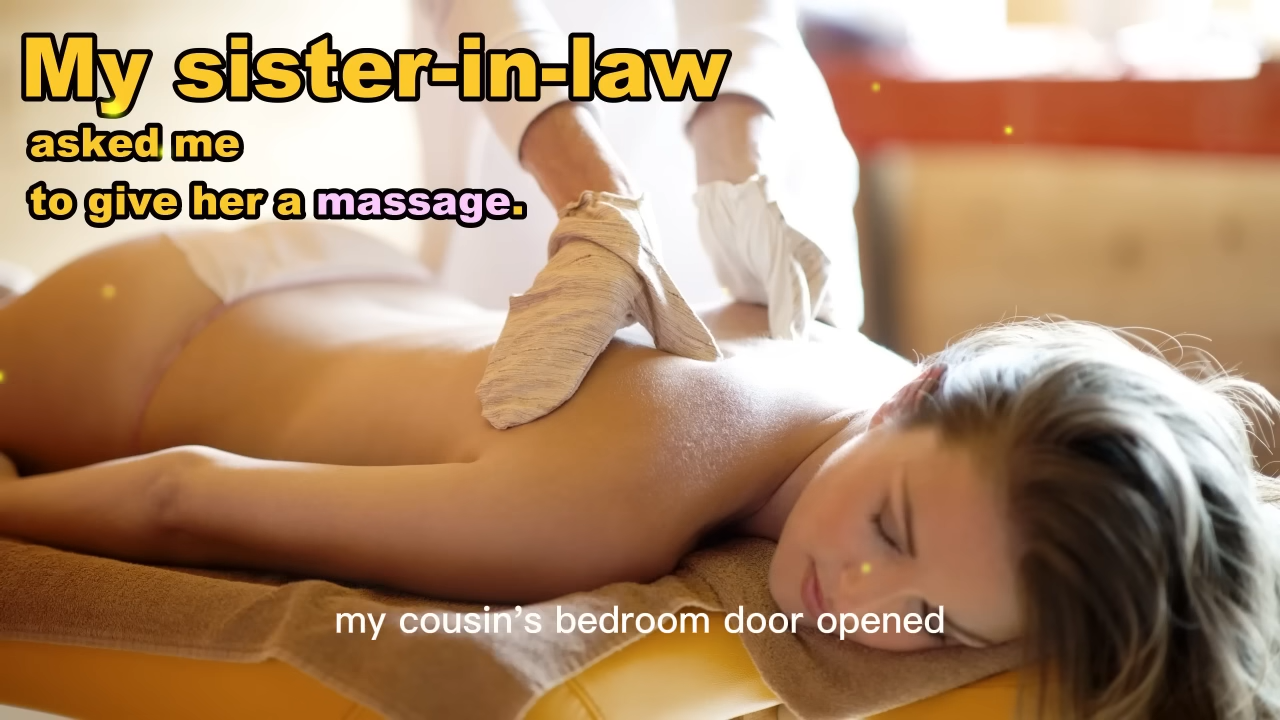 My sister-in-law
asked me
to give her a massage.
my cousin's bedroom door opened